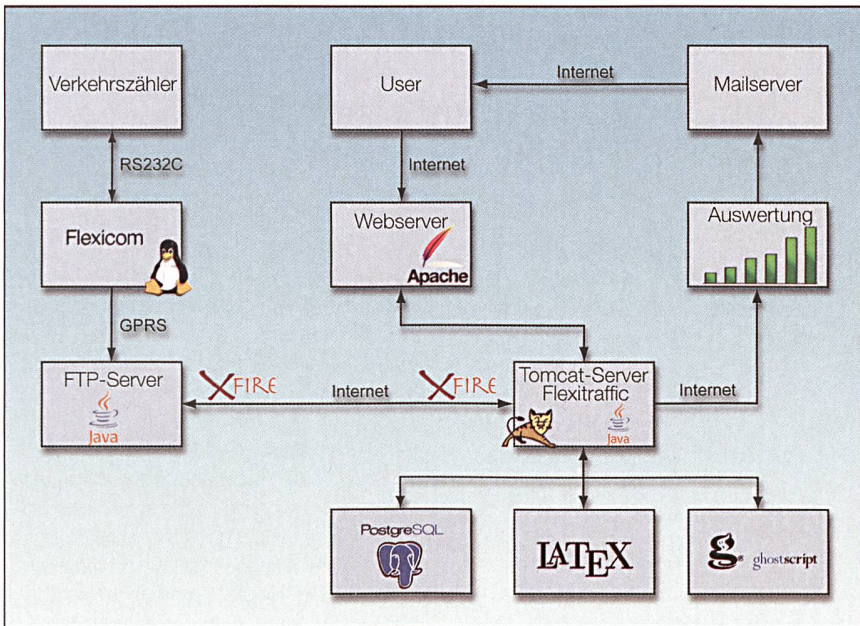 Verkehrszähler
User
Internet
Mailserver
RS232C
Internet
Flexicom
Webserver
Apache
Auswertung
GPRS
FTP-Server
Java
XFIRE
Internet
XFIRE
Tomcat-Server
Flexitraffic
Java
Internet
PostgreSQL
LATEX
g ghostscript